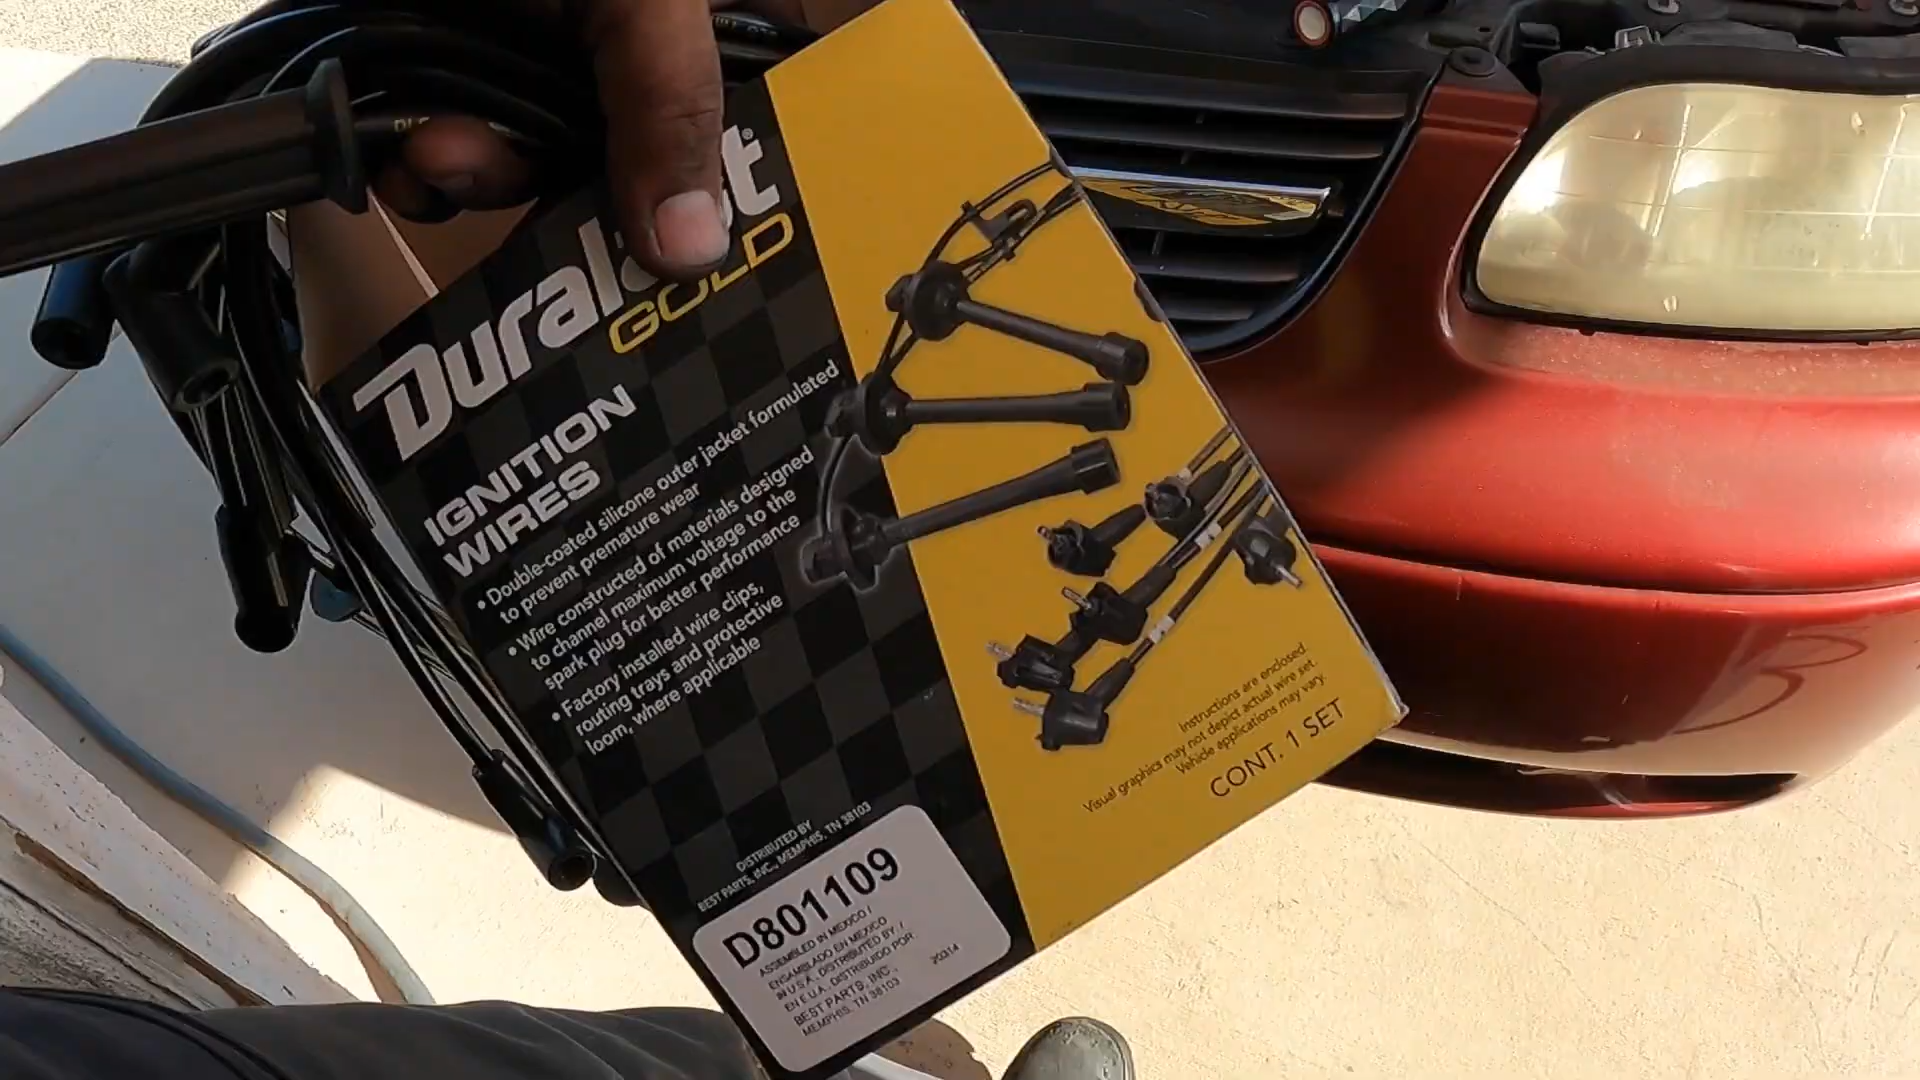 Duralast®
GOLD
IGNITION
WIRES
• Double-coated silicone outer jacket formulated
to prevent premature wear
• Wire constructed of materials designed
to channel maximum voltage to the
spark plug for better performance
• Factory installed wire clips,
routing trays and protective
loom, where applicable
Instructions are enclosed.
Visual graphics may not depict actual wire set.
Vehicle applications may vary.
CONT. 1 SET
DISTRIBUTED BY
BEST PARTS, INC., MEMPHIS, TN 38103
D801109
ASSEMBLED IN MEXICO /
ENSAMBLADO EN MEXICO
IN U.S.A., DISTRIBUTED BY: /
EN E.U.A., DISTRIBUIDO POR:
BEST PARTS, INC.,
MEMPHIS, TN 38103
20314